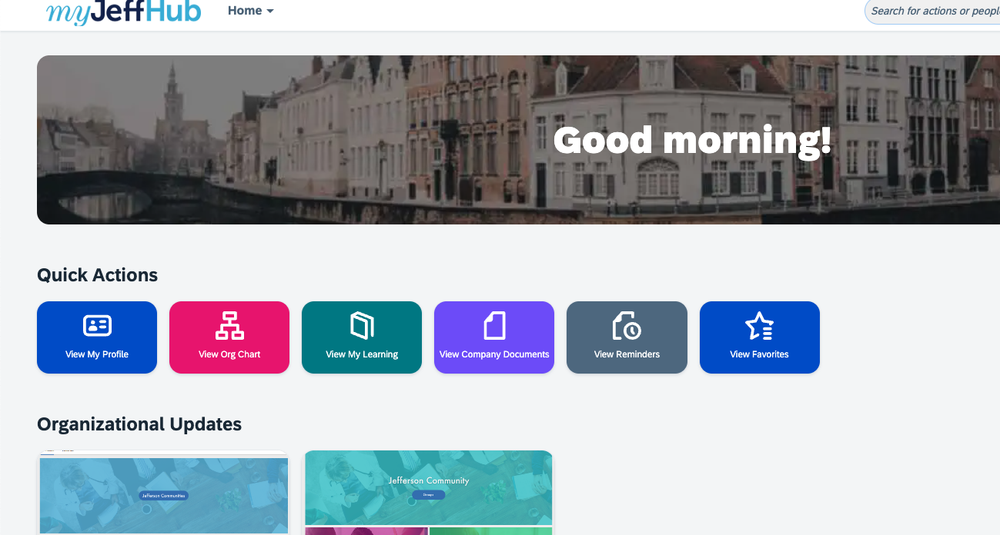 myJeffHub
Home
Search for actions or people
Good morning!
Quick Actions
View My Profile
View Org Chart
View My Learning
View Company Documents
View Reminders
View Favorites
Organizational Updates
Jefferson Communities
Jefferson Community
Groups